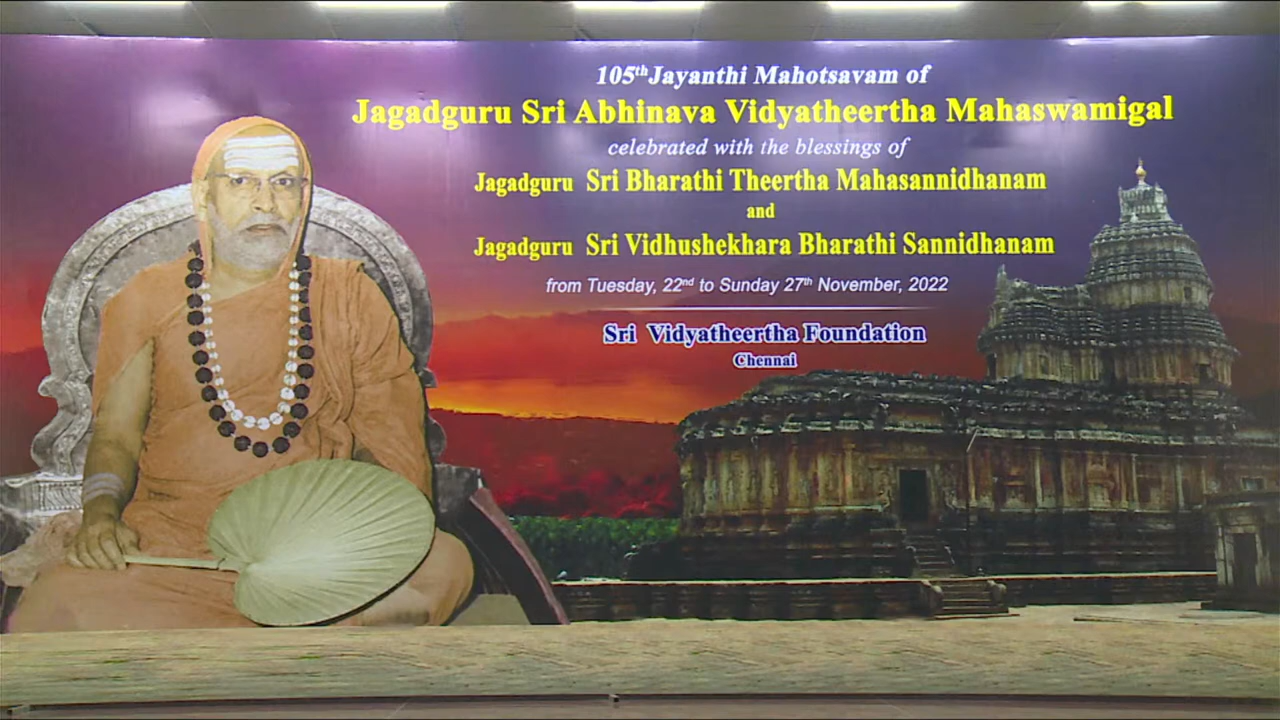 105th Jayanthi Mahotsavam of
Jagadguru Sri Abhinava Vidyatheertha Mahaswamigal
celebrated with the blessings of
Jagadguru Sri Bharathi Theertha Mahasannidhanam
and
Jagadguru Sri Vidhushekhara Bharathi Sannidhanam
from Tuesday, 22nd to Sunday 27th November, 2022
Sri Vidyatheertha Foundation
Chennai